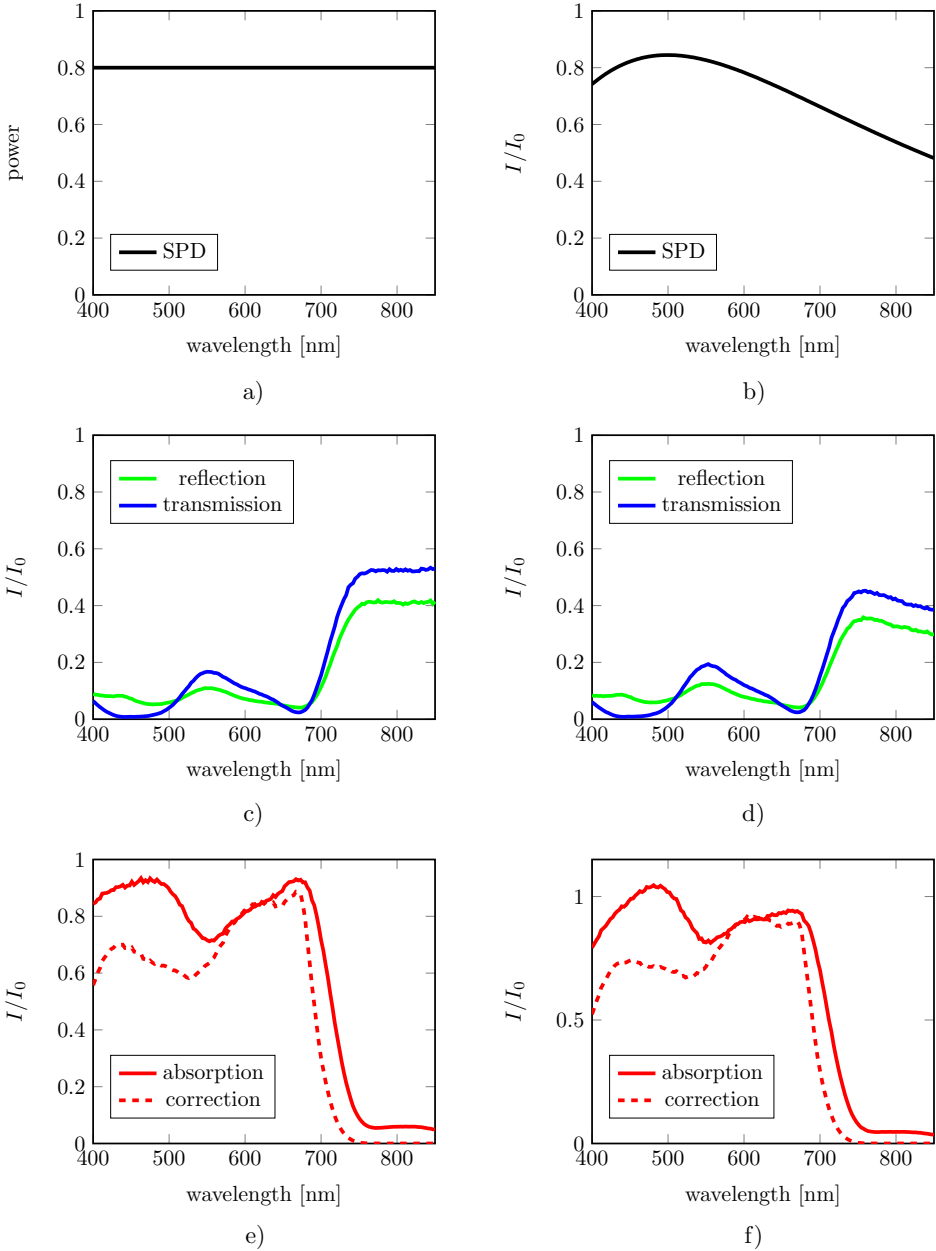 1
0.8
0.6
0.4
0.2
0
power
SPD
400 500 600 700 800
wavelength [nm]
a)
1
0.8
0.6
0.4
0.2
0
I/I0
SPD
400 500 600 700 800
wavelength [nm]
b)
1
0.8
0.6
0.4
0.2
0
I/I0
reflection
transmission
400 500 600 700 800
wavelength [nm]
c)
1
0.8
0.6
0.4
0.2
0
I/I0
reflection
transmission
400 500 600 700 800
wavelength [nm]
d)
1
0.8
0.6
0.4
0.2
0
I/I0
absorption
correction
400 500 600 700 800
wavelength [nm]
e)
1
0.5
0
I/I0
absorption
correction
400 500 600 700 800
wavelength [nm]
f)